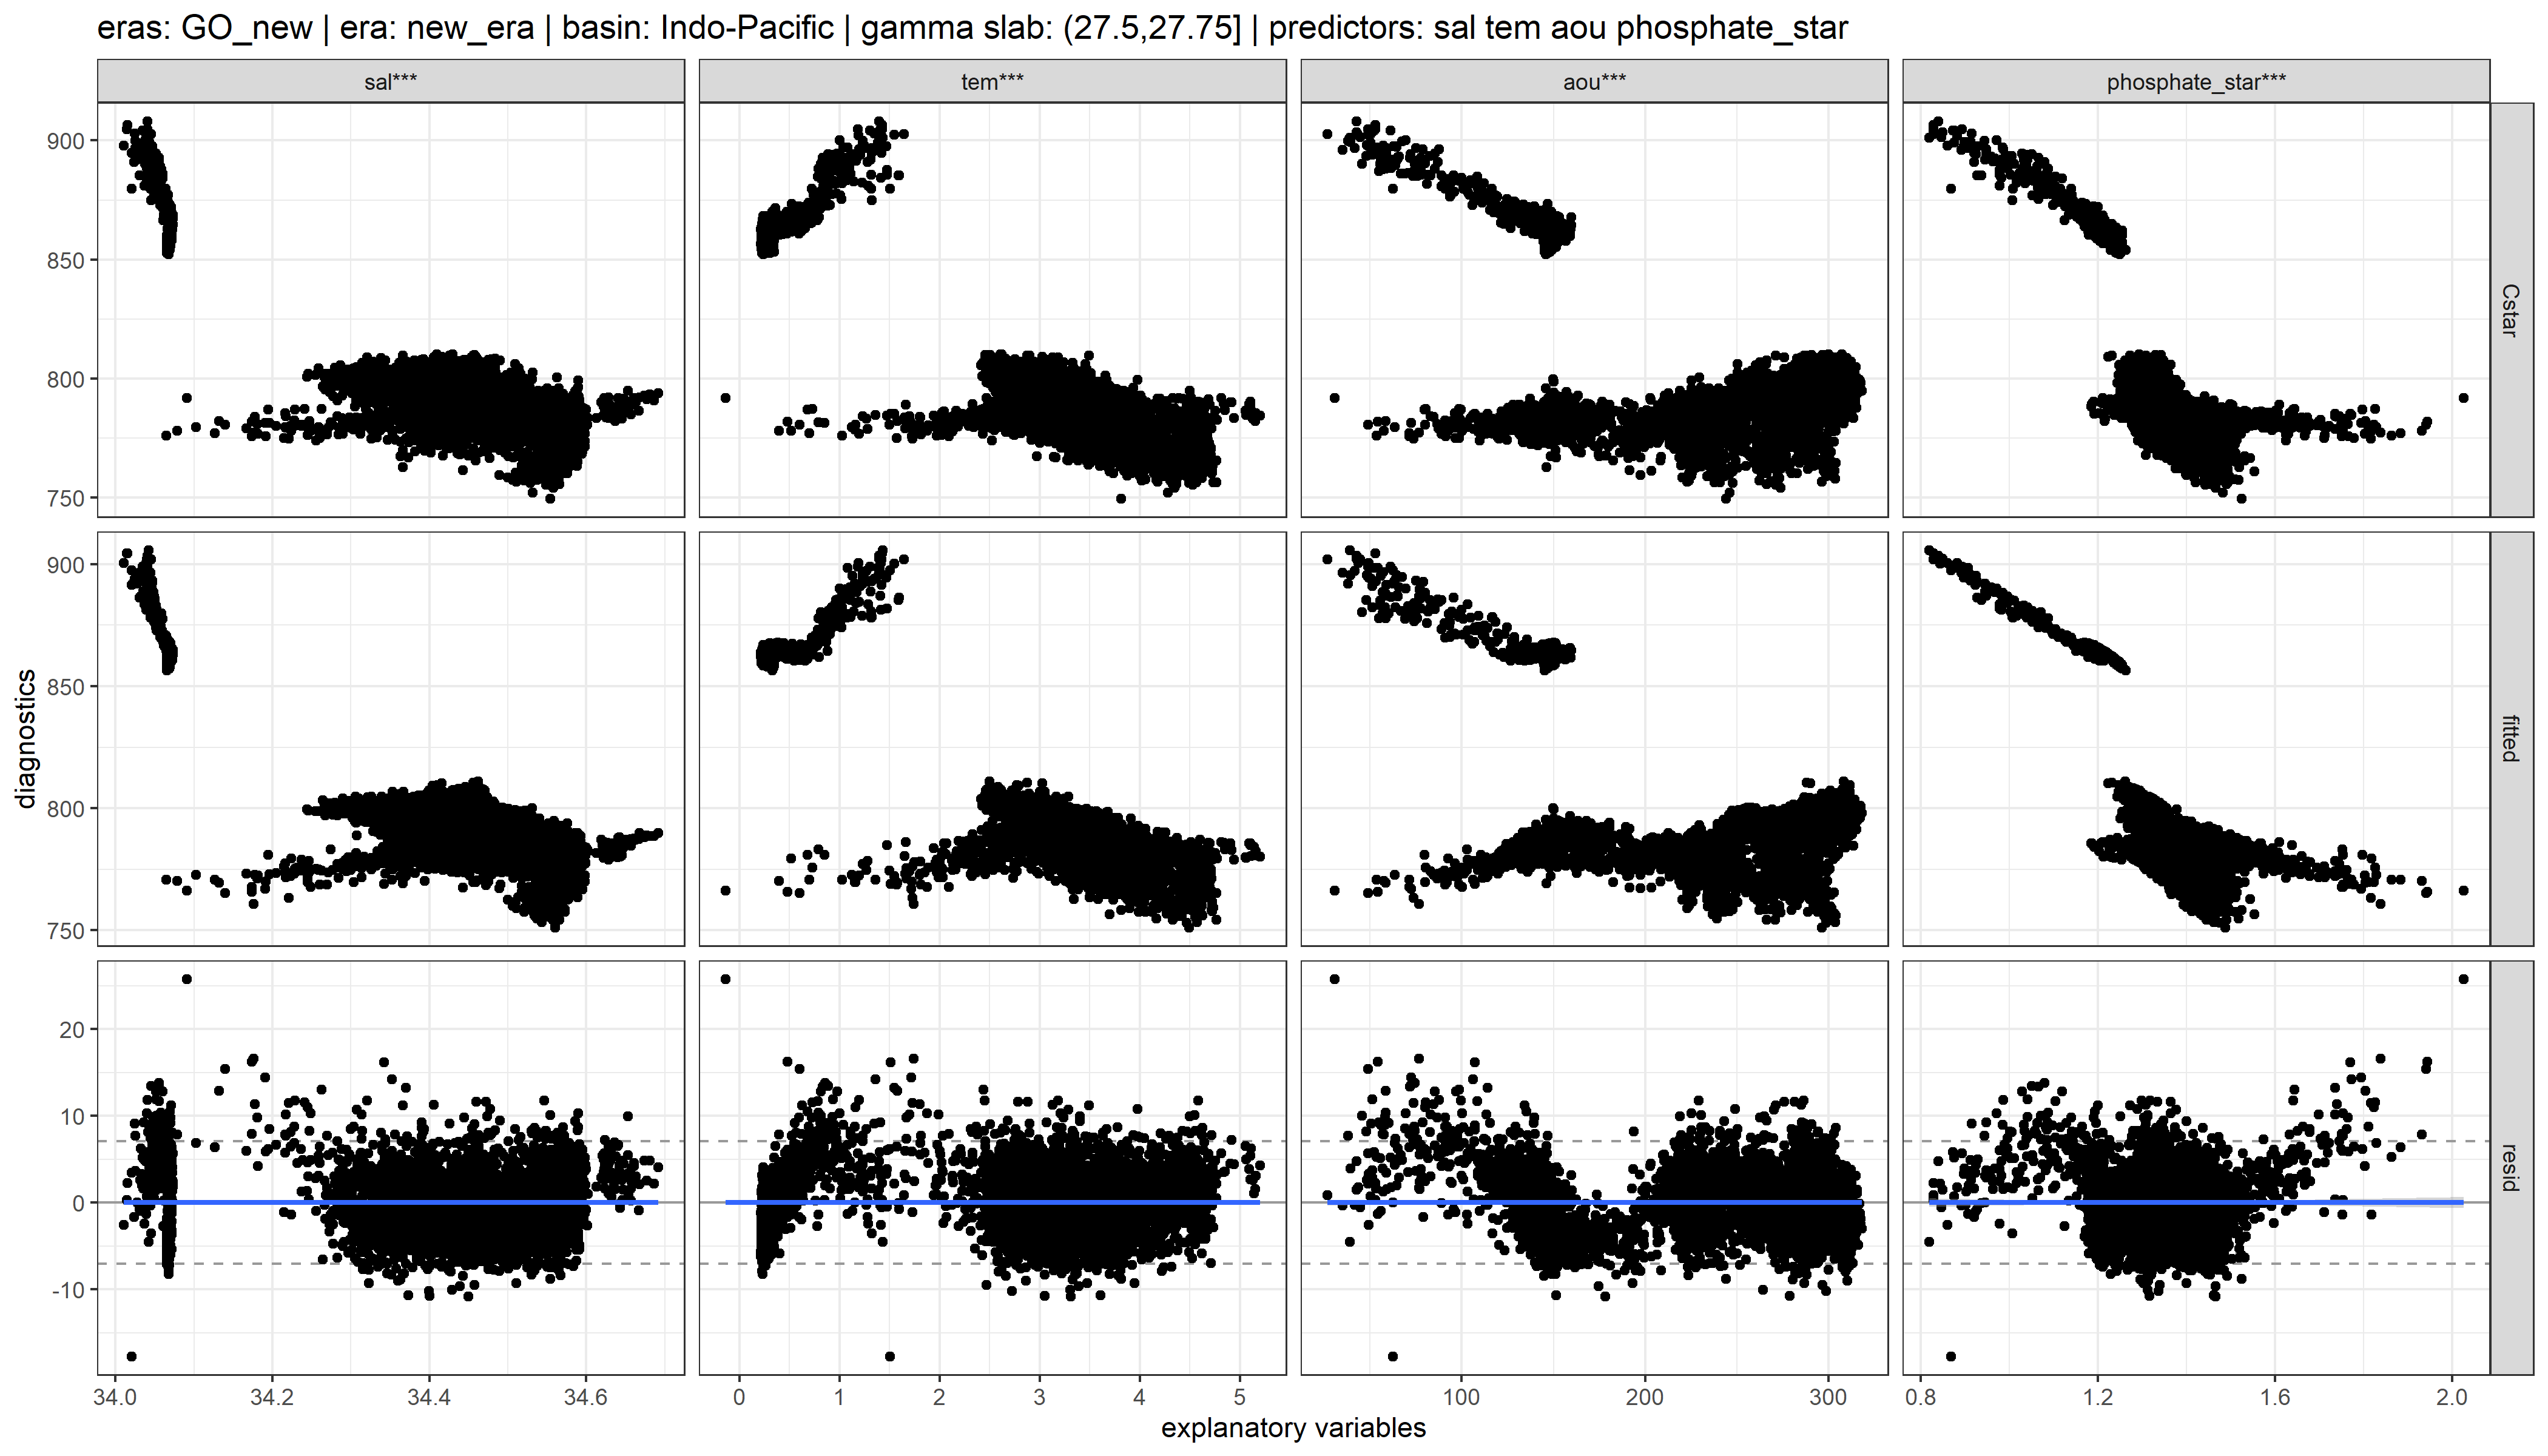 eras: GO_new | era: new_era | basin: Indo-Pacific | gamma slab: (27.5,27.75] | predictors: sal tem aou phosphate_star
sal***
tem***
aou***
phosphate_star***
900
850
800
750
Cstar
900
850
800
750
fitted
20
10
0
-10
resid
diagnostics
34.0
34.2
34.4
34.6
0
1
2
3
4
5
100
200
300
0.8
1.2
1.6
2.0
explanatory variables